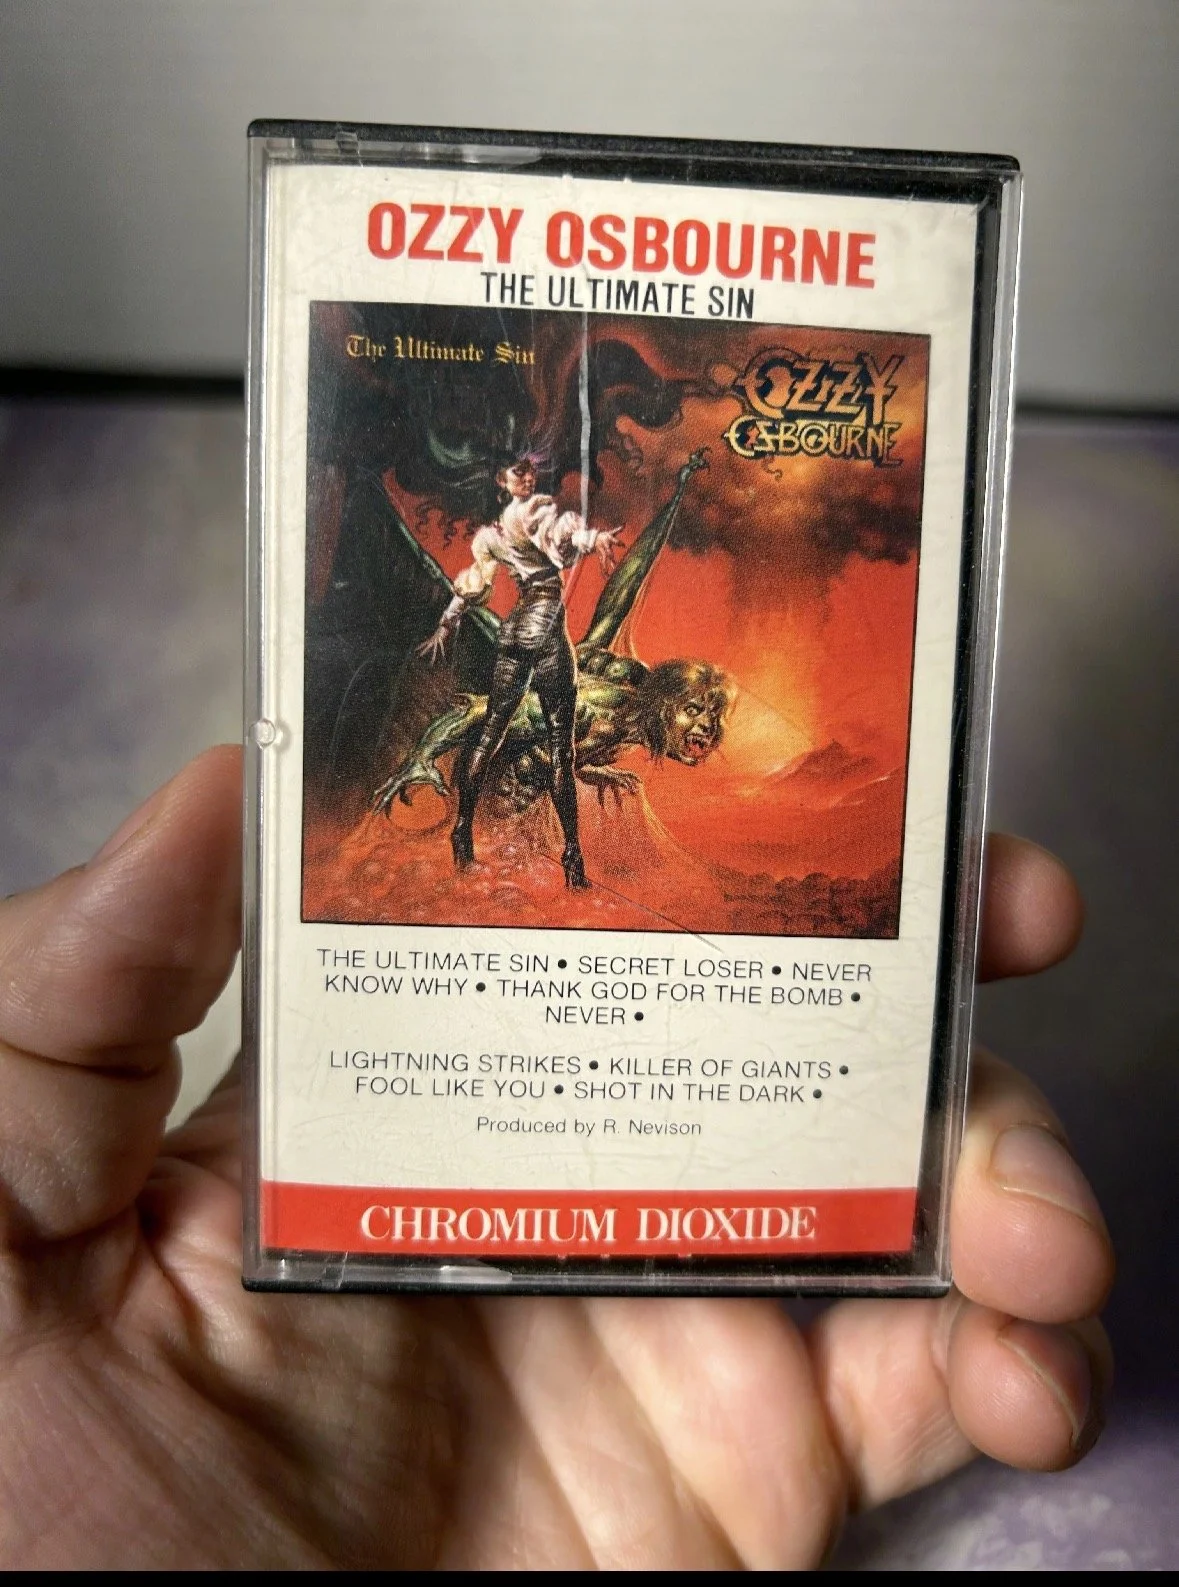 OZZY OSBOURNE
THE ULTIMATE SIN
The Ultimate Sin
OZZY
OSBOURNE
THE ULTIMATE SIN • SECRET LOSER • NEVER
KNOW WHY • THANK GOD FOR THE BOMB •
NEVER •
LIGHTNING STRIKES • KILLER OF GIANTS •
FOOL LIKE YOU • SHOT IN THE DARK •
Produced by R. Nevison
CHROMIUM DIOXIDE